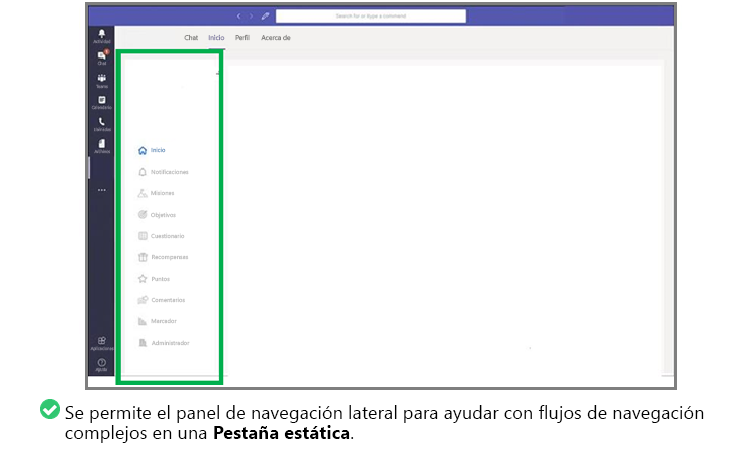 Search for or type a command
Chat Inicio Perfil Acerca de
Actividad
Chat
Teams
Calendario
Llamadas
Archivos
Inicio
Notificaciones
Misiones
Objetivos
Cuestionario
Recompensas
Puntos
Comentarios
Marcador
Administrador
Aplicaciones
Ayuda
Se permite el panel de navegación lateral para ayudar con flujos de navegación
complejos en una Pestaña estática.